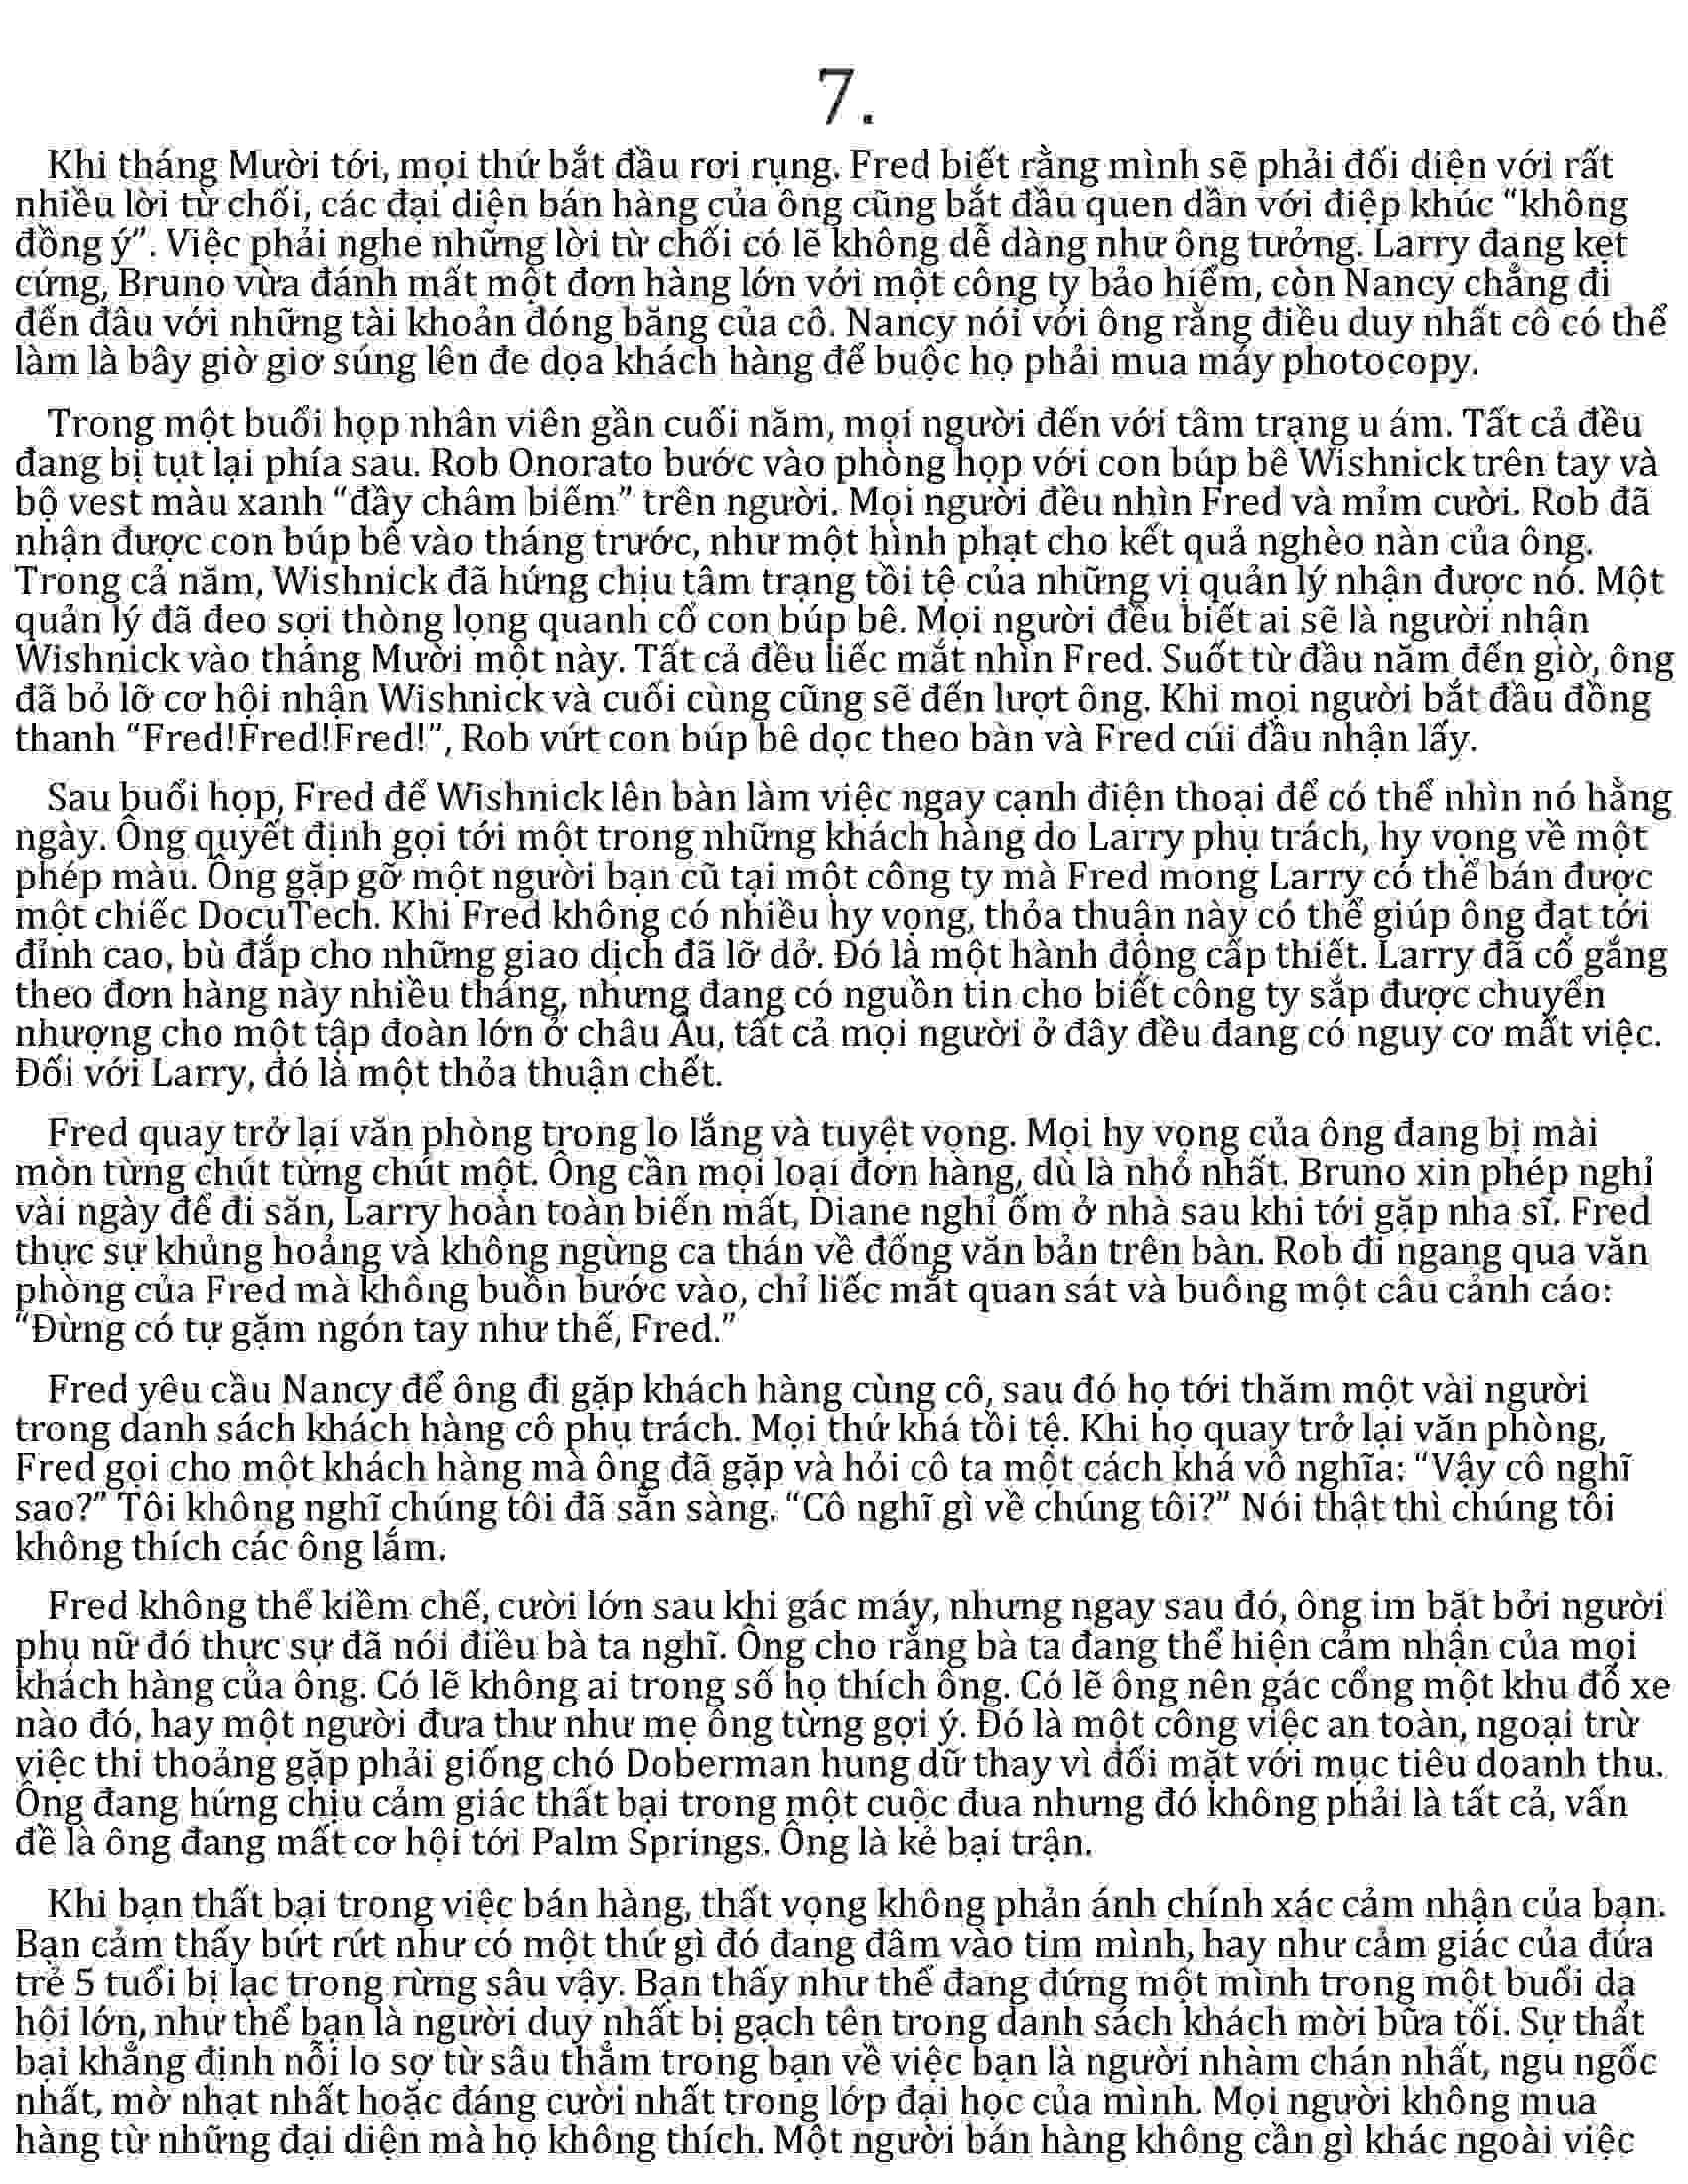 7.
Khi tháng Mười tới, mọi thứ bắt đầu rơi rụng. Fred biết rằng mình sẽ phải đối diện với rất
nhiều lời từ chối, các đại diện bán hàng của ông cũng bắt đầu quen dần với điệp khúc “không
đồng ý”. Việc phải nghe những lời từ chối có lẽ không dễ dàng như ông tưởng. Larry đang kẹt
cứng, Bruno vừa đánh mất một đơn hàng lớn với một công ty bảo hiểm, còn Nancy chẳng đi
đến đâu với những tài khoản đóng băng của cô. Nancy nói với ông rằng điều duy nhất cô có thể
làm là bây giờ giơ súng lên đe dọa khách hàng để buộc họ phải mua máy photocopy.
Trong một buổi họp nhân viên gần cuối năm, mọi người đến với tâm trạng u ám. Tất cả đều
đang bị tụt lại phía sau. Rob Onorato bước vào phòng họp với con búp bê Wishnick trên tay và
bộ vest màu xanh “đầy châm biếm” trên người. Mọi người đều nhìn Fred và mỉm cười. Rob đã
nhận được con búp bê vào tháng trước, như một hình phạt cho kết quả nghèo nàn của ông.
Trong cả năm, Wishnick đã hứng chịu tâm trạng tồi tệ của những vị quản lý nhận được nó. Một
quản lý đã đeo sợi thòng lọng quanh cổ con búp bê. Mọi người đều biết ai sẽ là người nhận
Wishnick vào tháng Mười một này. Tất cả đều liếc mắt nhìn Fred. Suốt từ đầu năm đến giờ, ông
đã bỏ lỡ cơ hội nhận Wishnick và cuối cùng cũng sẽ đến lượt ông. Khi mọi người bắt đầu đồng
thanh “Fred!Fred!Fred!”, Rob vứt con búp bê dọc theo bàn và Fred cúi đầu nhận lấy.
Sau buổi họp, Fred để Wishnick lên bàn làm việc ngay cạnh điện thoại để có thể nhìn nó hằng
ngày. Ông quyết định gọi tới một trong những khách hàng do Larry phụ trách, hy vọng về một
phép màu. Ông gặp gỡ một người bạn cũ tại một công ty mà Fred mong Larry có thể bán được
một chiếc DocuTech. Khi Fred không có nhiều hy vọng, thỏa thuận này có thể giúp ông đạt tới
đỉnh cao, bù đắp cho những giao dịch đã lỡ dở. Đó là một hành động cấp thiết. Larry đã cố gắng
theo đơn hàng này nhiều tháng, nhưng đang có nguồn tin cho biết công ty sắp được chuyển
nhượng cho một tập đoàn lớn ở châu Âu, tất cả mọi người ở đây đều đang có nguy cơ mất việc.
Đối với Larry, đó là một thỏa thuận chết.
Fred quay trở lại văn phòng trong lo lắng và tuyệt vọng. Mọi hy vọng của ông đang bị mài
mòn từng chút từng chút một. Ông cần mọi loại đơn hàng, dù là nhỏ nhất. Bruno xin phép nghỉ
vài ngày để đi săn, Larry hoàn toàn biến mất, Diane nghỉ ốm ở nhà sau khi tới gặp nha sĩ. Fred
thực sự khủng hoảng và không ngừng ca thán về đống văn bản trên bàn. Rob đi ngang qua văn
phòng của Fred mà không buồn bước vào, chỉ liếc mắt quan sát và buông một câu cảnh cáo:
“Đừng có tự gặm ngón tay như thế, Fred.”
Fred yêu cầu Nancy để ông đi gặp khách hàng cùng cô, sau đó họ tới thăm một vài người
trong danh sách khách hàng cô phụ trách. Mọi thứ khá tồi tệ. Khi họ quay trở lại văn phòng,
Fred gọi cho một khách hàng mà ông đã gặp và hỏi cô ta một cách khá vô nghĩa: “Vậy cô nghĩ
sao?” Tôi không nghĩ chúng tôi đã sẵn sàng. “Cô nghĩ gì về chúng tôi?” Nói thật thì chúng tôi
không thích các ông lắm.
Fred không thể kiềm chế, cười lớn sau khi gác máy, nhưng ngay sau đó, ông im bặt bởi người
phụ nữ đó thực sự đã nói điều bà ta nghĩ. Ông cho rằng bà ta đang thể hiện cảm nhận của mọi
khách hàng của ông. Có lẽ không ai trong số họ thích ông. Có lẽ ông nên gác cổng một khu đỗ xe
nào đó, hay một người đưa thư như mẹ ông từng gợi ý. Đó là một công việc an toàn, ngoại trừ
việc thi thoảng gặp phải giống chó Doberman hung dữ thay vì đối mặt với mục tiêu doanh thu.
Ông đang hứng chịu cảm giác thất bại trong một cuộc đua nhưng đó không phải là tất cả, vấn
đề là ông đang mất cơ hội tới Palm Springs. Ông là kẻ bại trận.
Khi bạn thất bại trong việc bán hàng, thất vọng không phản ánh chính xác cảm nhận của bạn.
Bạn cảm thấy bứt rứt như có một thứ gì đó đang đâm vào tim mình, hay như cảm giác của đứa
trẻ 5 tuổi bị lạc trong rừng sâu vậy. Bạn thấy như thể đang đứng một mình trong một buổi dạ
hội lớn, như thể bạn là người duy nhất bị gạch tên trong danh sách khách mời bữa tối. Sự thất
bại khẳng định nỗi lo sợ từ sâu thẳm trong bạn về việc bạn là người nhàm chán nhất, ngu ngốc
nhất, mờ nhạt nhất hoặc đáng cười nhất trong lớp đại học của mình. Mọi người không mua
hàng từ những đại diện mà họ không thích. Một người bán hàng không cần gì khác ngoài việc